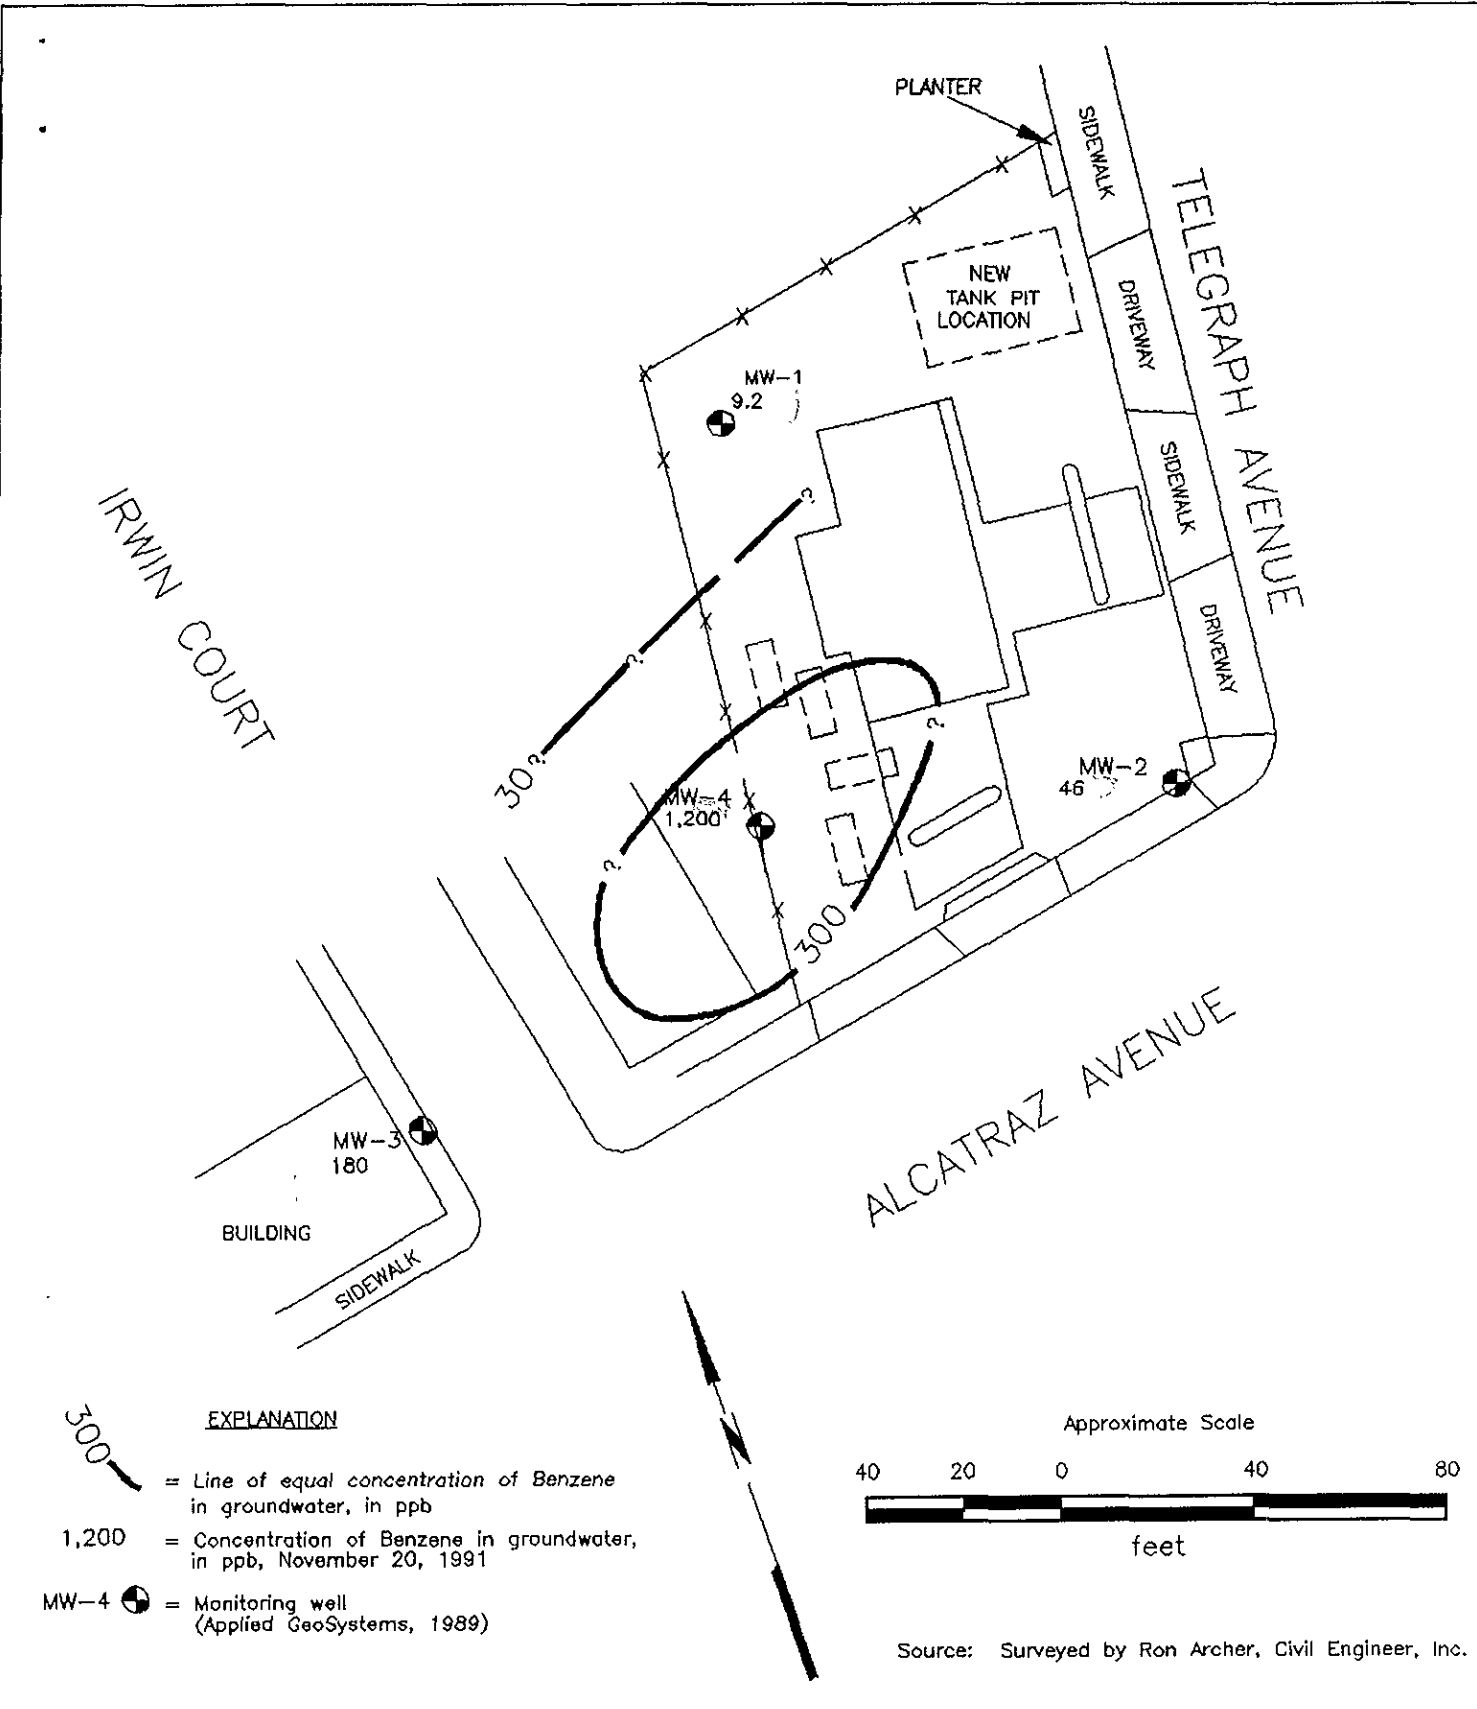 PLANTER
SIDEWALK
TELEGRAPH AVENUE
NEW
TANK PIT
LOCATION
DRIVEWAY
MW-1
9.2
SIDEWALK
?
IRWIN COURT
DRIVEWAY
?
?
30
?
MW-2
46
MW-4
1,200
?
300
ALCATRAZ AVENUE
MW-3
180
BUILDING
SIDEWALK
N
300
EXPLANATION
= Line of equal concentration of Benzene
in groundwater, in ppb
1,200 = Concentration of Benzene in groundwater,
in ppb, November 20, 1991
MW-4 = Monitoring well
(Applied GeoSystems, 1989)
Approximate Scale
40 20 0 40 80
feet
Source: Surveyed by Ron Archer, Civil Engineer, Inc.